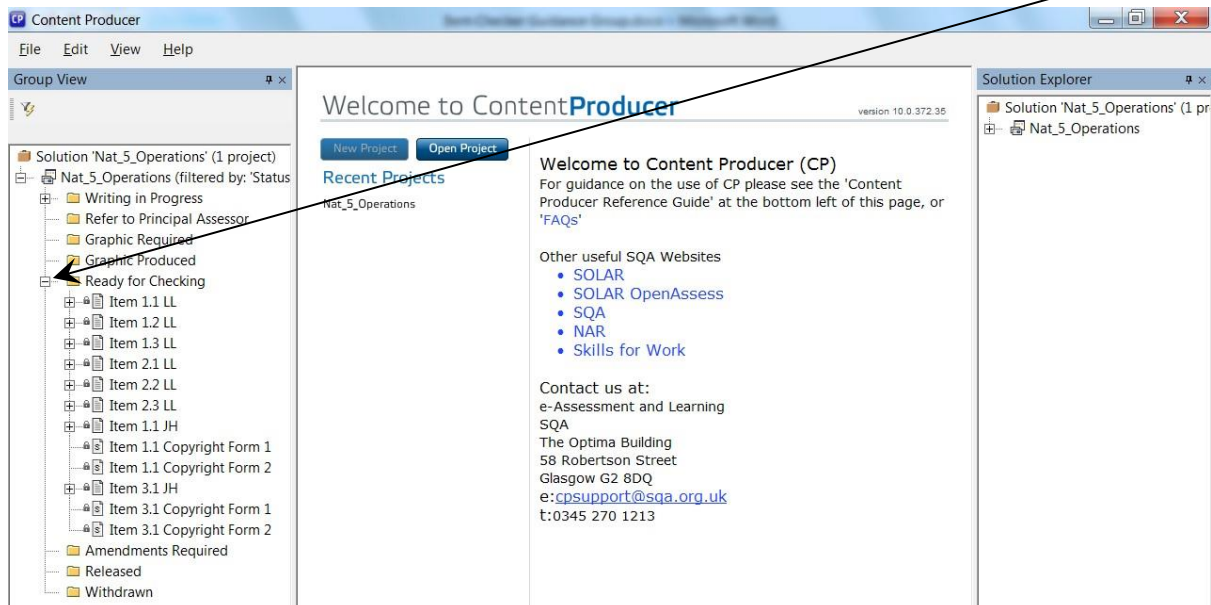 CP Content Producer
File Edit View Help
Group View
Solution 'Nat_5_Operations' (1 project)
Nat_5_Operations (filtered by: 'Status
Writing in Progress
Refer to Principal Assessor
Graphic Required
Graphic Produced
Ready for Checking
Item 1.1 LL
Item 1.2 LL
Item 1.3 LL
Item 2.1 LL
Item 2.2 LL
Item 2.3 LL
Item 1.1 JH
Item 1.1 Copyright Form 1
Item 1.1 Copyright Form 2
Item 3.1 JH
Item 3.1 Copyright Form 1
Item 3.1 Copyright Form 2
Amendments Required
Released
Withdrawn
Welcome to ContentProducer
version 10.0.372.35
New Project Open Project
Recent Projects
Nat_5_Operations
Welcome to Content Producer (CP)
For guidance on the use of CP please see the 'Content
Producer Reference Guide' at the bottom left of this page, or
'FAQs'
Other useful SQA Websites
• SOLAR
• SOLAR OpenAssess
• SQA
• NAR
• Skills for Work
Contact us at:
e-Assessment and Learning
SQA
The Optima Building
58 Robertson Street
Glasgow G2 8DQ
e:cpsupport@sqa.org.uk
t:0345 270 1213
Solution Explorer
Solution 'Nat_5_Operations' (1 pr
Nat_5_Operations